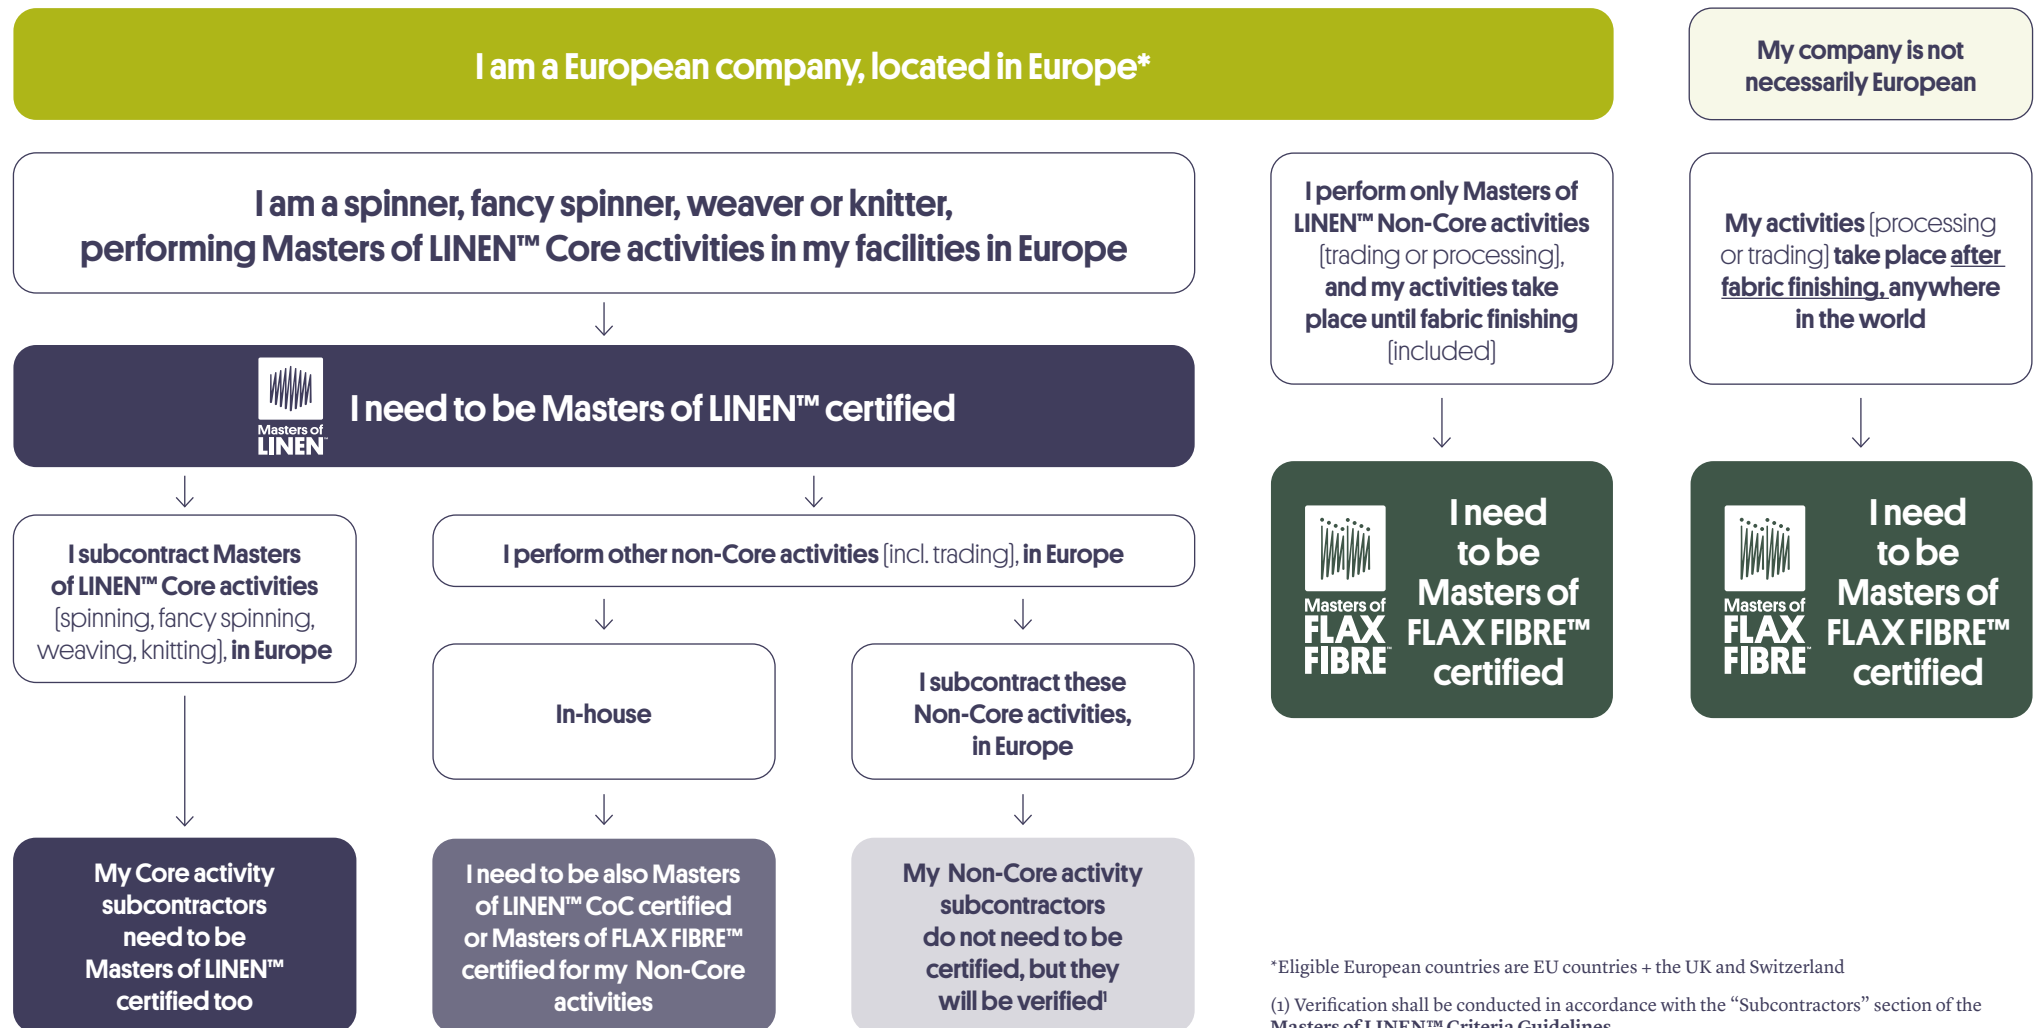 I am a European company, located in Europe*
My company is not
necessarily European
I am a spinner, fancy spinner, weaver or knitter,
performing Masters of LINEN™ Core activities in my facilities in Europe
I perform only Masters of
LINEN™ Non-Core activities
(trading or processing),
and my activities take
place until fabric finishing
(included)
My activities (processing
or trading) take place after
fabric finishing, anywhere
in the world
Masters of
LINEN™
I need to be Masters of LINEN™ certified
I subcontract Masters
of LINEN™ Core activities
(spinning, fancy spinning,
weaving, knitting), in Europe
I perform other non-Core activities (incl. trading), in Europe
In-house
I subcontract these
Non-Core activities,
in Europe
Masters of
FLAX
FIBRE™
I need
to be
Masters of
FLAX FIBRE™
certified
Masters of
FLAX
FIBRE™
I need
to be
Masters of
FLAX FIBRE™
certified
My Core activity
subcontractors
need to be
Masters of LINEN™
certified too
I need to be also Masters
of LINEN™ CoC certified
or Masters of FLAX FIBRE™
certified for my Non-Core
activities
My Non-Core activity
subcontractors
do not need to be
certified, but they
will be verified¹
*Eligible European countries are EU countries + the UK and Switzerland
(1) Verification shall be conducted in accordance with the “Subcontractors” section of the
Masters of LINEN™ Criteria Guidelines